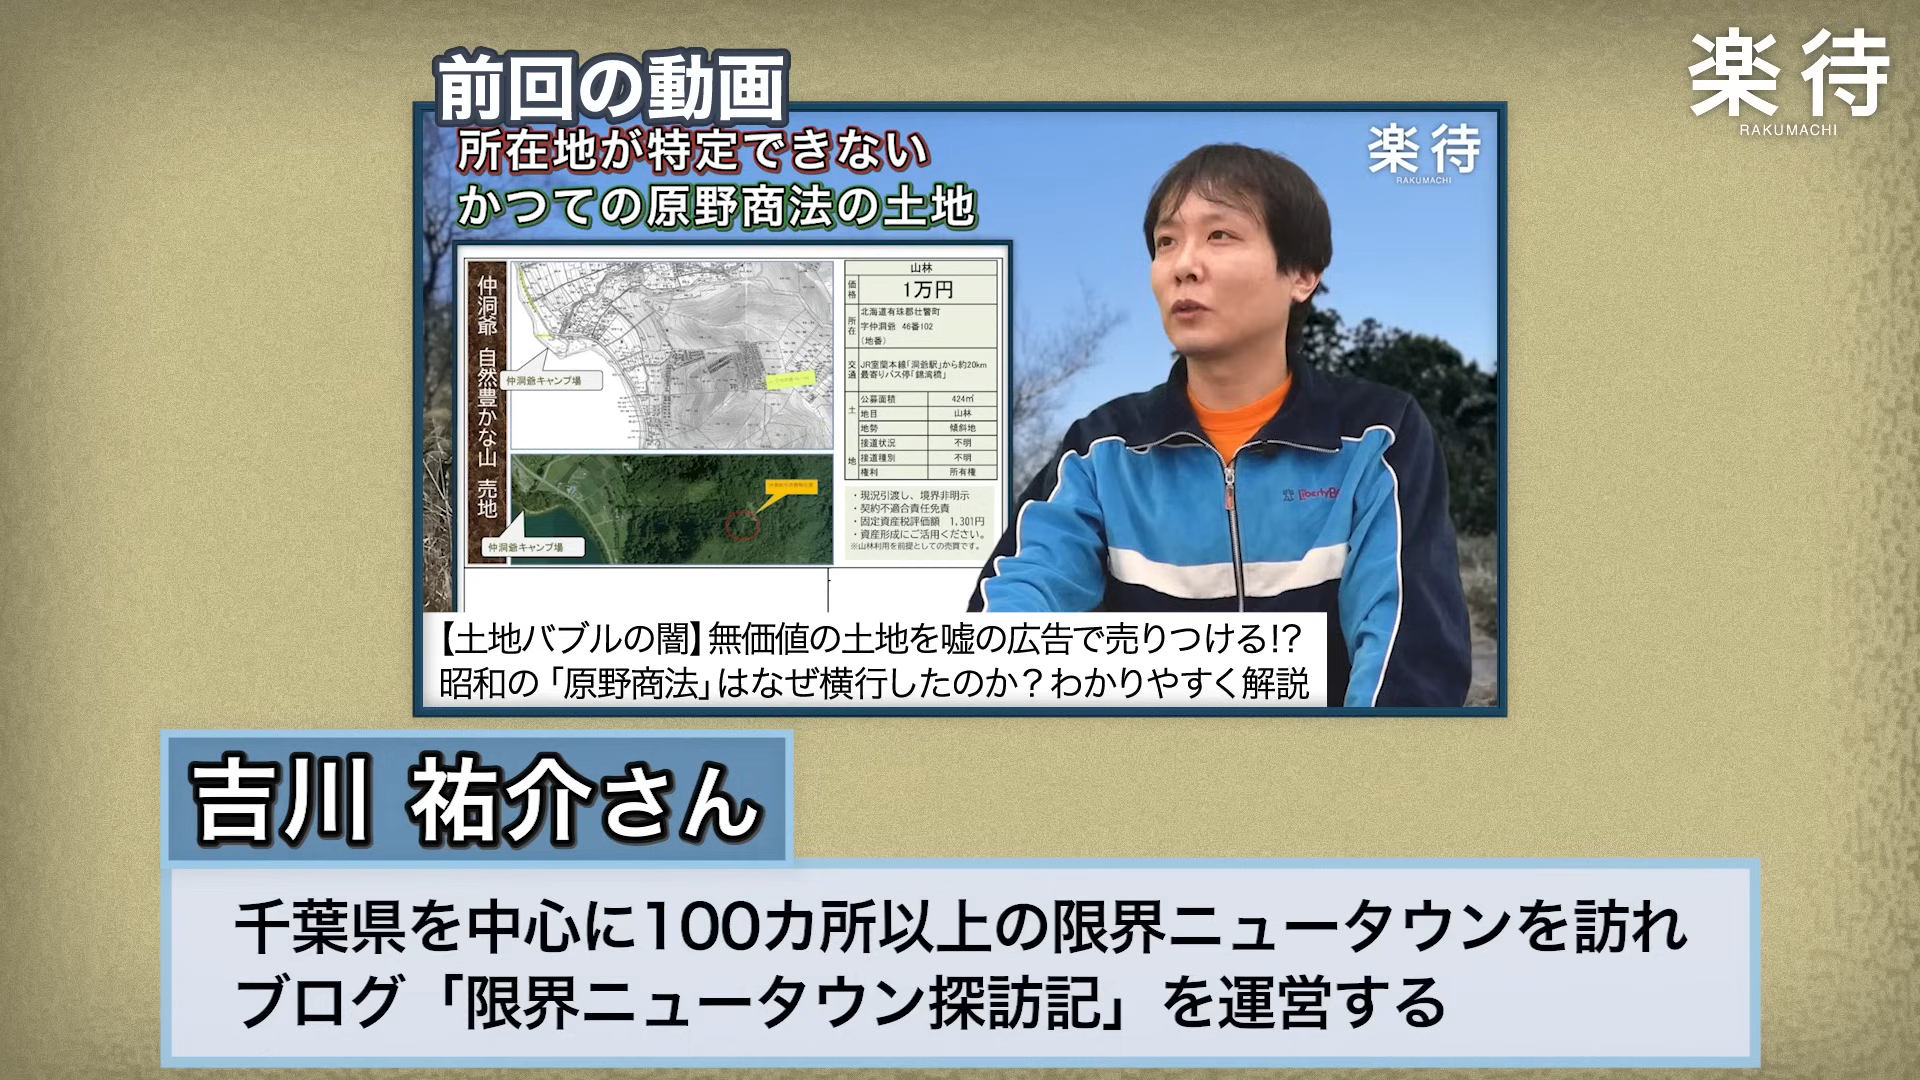 楽待
RAKUMACHI
前回の動画
所在地が特定できない
かつての原野商法の土地
楽待
RAKUMACHI
仲洞爺 自然豊かな山 売地
仲洞爺キャンプ場
仲洞爺キャンプ場
山林
価格 1万円
所在 北海道有珠郡壮瞥町
字仲洞爺 46番102
(地番)
交通 JR室蘭本線「洞爺駅」から約20km
最寄りバス停「錦湾橋」
土地
公募面積 424㎡
地目 山林
地勢 傾斜地
接道状況 不明
接道種別 不明
権利 所有権
・現況引渡し、境界非明示
・契約不適合責任免責
・固定資産税評価額 1,301円
・資産形成にご活用ください。
※山林利用を前提としての売買です。
【土地バブルの闇】無価値の土地を嘘の広告で売りつける!?
昭和の「原野商法」はなぜ横行したのか？わかりやすく解説
吉川 祐介さん
千葉県を中心に100カ所以上の限界ニュータウンを訪れ
ブログ「限界ニュータウン探訪記」を運営する